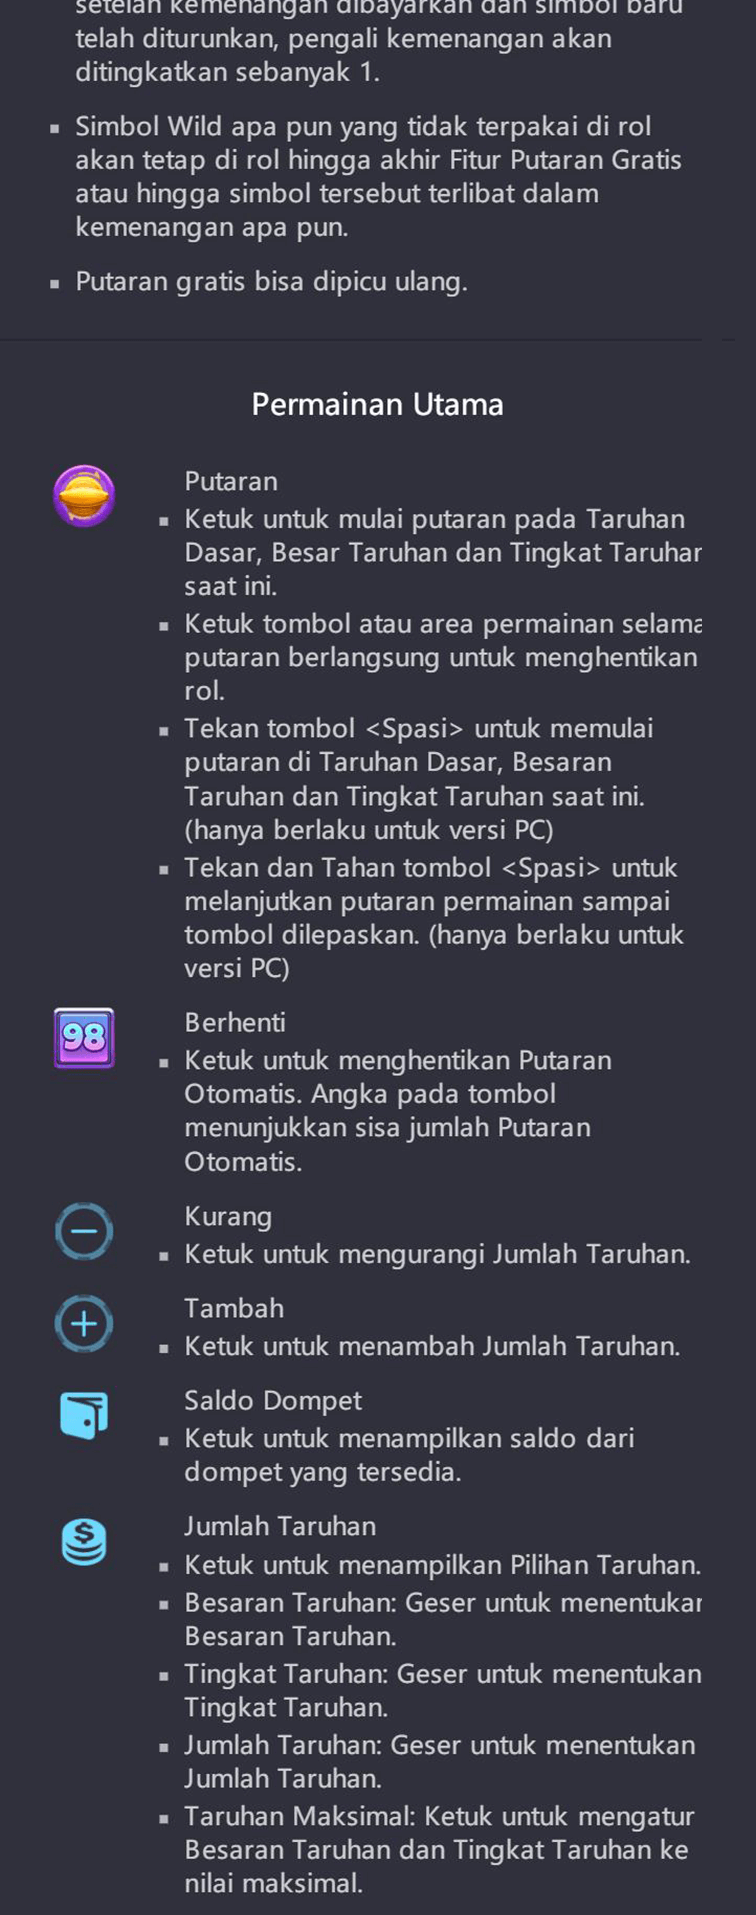 setelah kemenangan dibayarkan dan simbol baru
telah diturunkan, pengali kemenangan akan
ditingkatkan sebanyak 1.
Simbol Wild apa pun yang tidak terpakai di rol
akan tetap di rol hingga akhir Fitur Putaran Gratis
atau hingga simbol tersebut terlibat dalam
kemenangan apa pun.
Putaran gratis bisa dipicu ulang.
Permainan Utama
Putaran
Ketuk untuk mulai putaran pada Taruhan
Dasar, Besar Taruhan dan Tingkat Taruhan
saat ini.
Ketuk tombol atau area permainan selama
putaran berlangsung untuk menghentikan
rol.
Tekan tombol <Spasi> untuk memulai
putaran di Taruhan Dasar, Besaran
Taruhan dan Tingkat Taruhan saat ini.
(hanya berlaku untuk versi PC)
Tekan dan Tahan tombol <Spasi> untuk
melanjutkan putaran permainan sampai
tombol dilepaskan. (hanya berlaku untuk
versi PC)
98
Berhenti
Ketuk untuk menghentikan Putaran
Otomatis. Angka pada tombol
menunjukkan sisa jumlah Putaran
Otomatis.
Kurang
Ketuk untuk mengurangi Jumlah Taruhan.
Tambah
Ketuk untuk menambah Jumlah Taruhan.
Saldo Dompet
Ketuk untuk menampilkan saldo dari
dompet yang tersedia.
Jumlah Taruhan
Ketuk untuk menampilkan Pilihan Taruhan.
Besaran Taruhan: Geser untuk menentukan
Besaran Taruhan.
Tingkat Taruhan: Geser untuk menentukan
Tingkat Taruhan.
Jumlah Taruhan: Geser untuk menentukan
Jumlah Taruhan.
Taruhan Maksimal: Ketuk untuk mengatur
Besaran Taruhan dan Tingkat Taruhan ke
nilai maksimal.